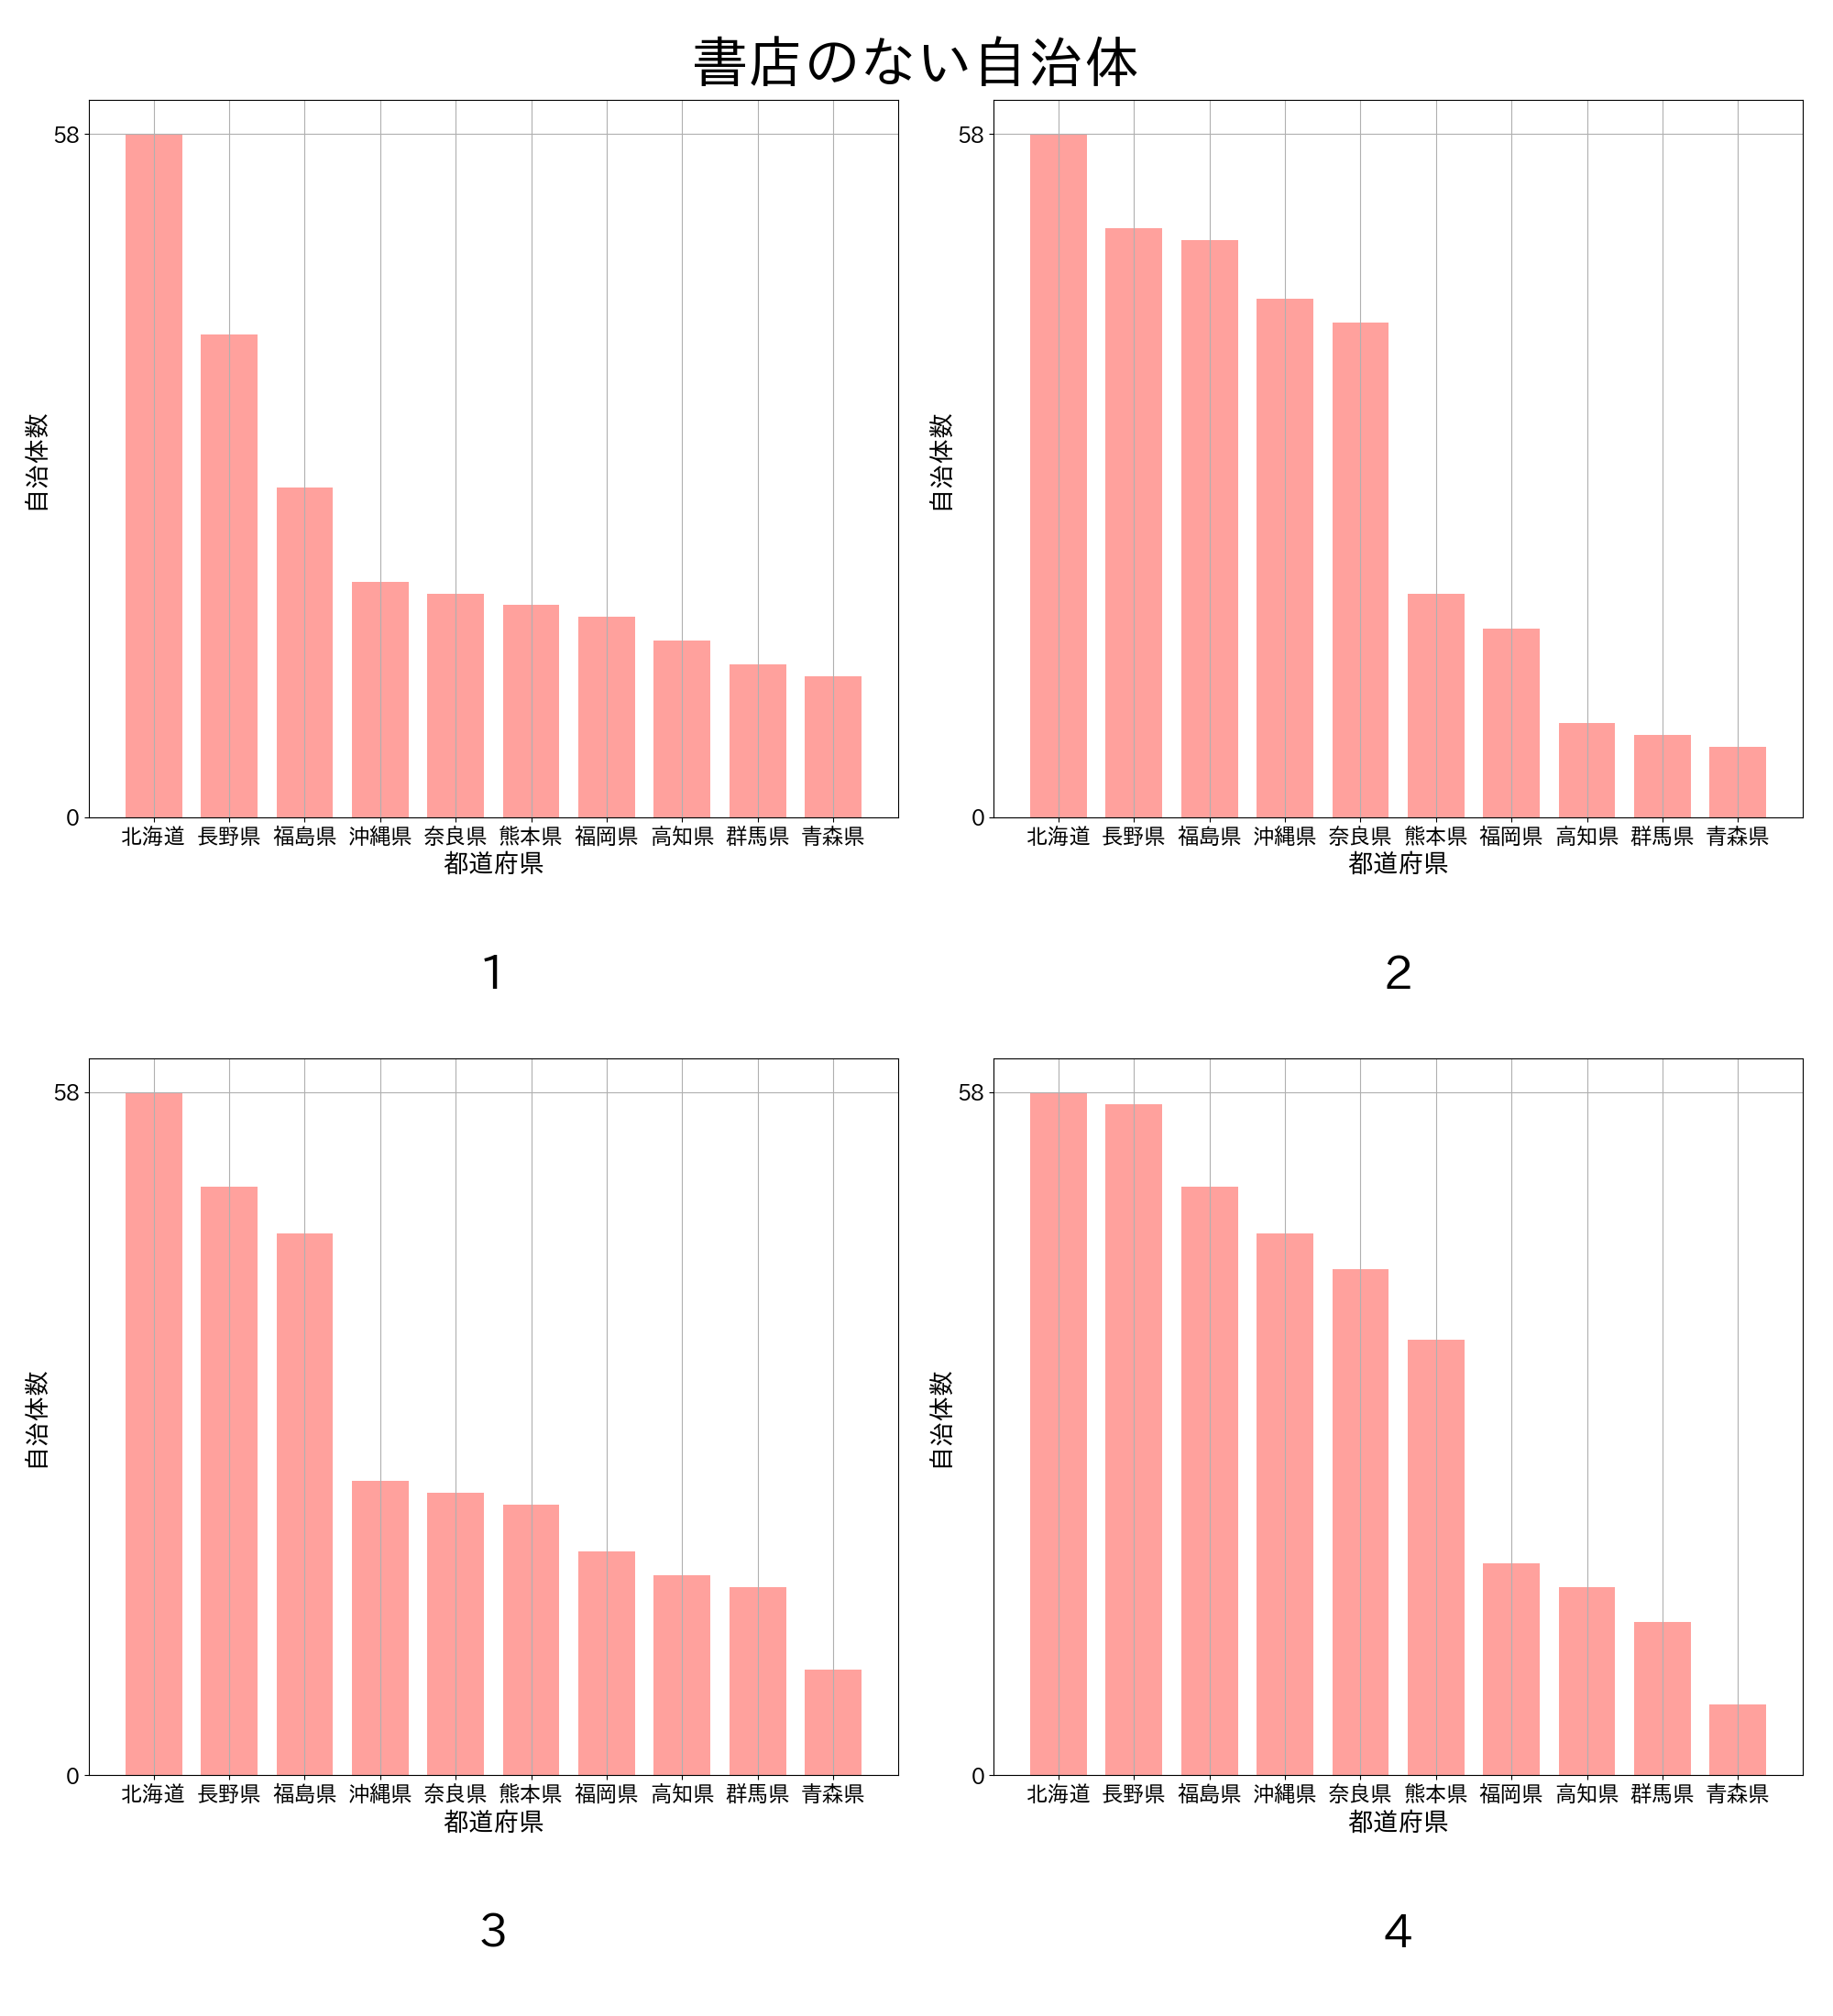 書店のない自治体
58
0
自治体数
北海道 長野県 福島県 沖縄県 奈良県 熊本県 福岡県 高知県 群馬県 青森県
都道府県
1
58
0
自治体数
北海道 長野県 福島県 沖縄県 奈良県 熊本県 福岡県 高知県 群馬県 青森県
都道府県
2
58
0
自治体数
北海道 長野県 福島県 沖縄県 奈良県 熊本県 福岡県 高知県 群馬県 青森県
都道府県
3
58
0
自治体数
北海道 長野県 福島県 沖縄県 奈良県 熊本県 福岡県 高知県 群馬県 青森県
都道府県
4